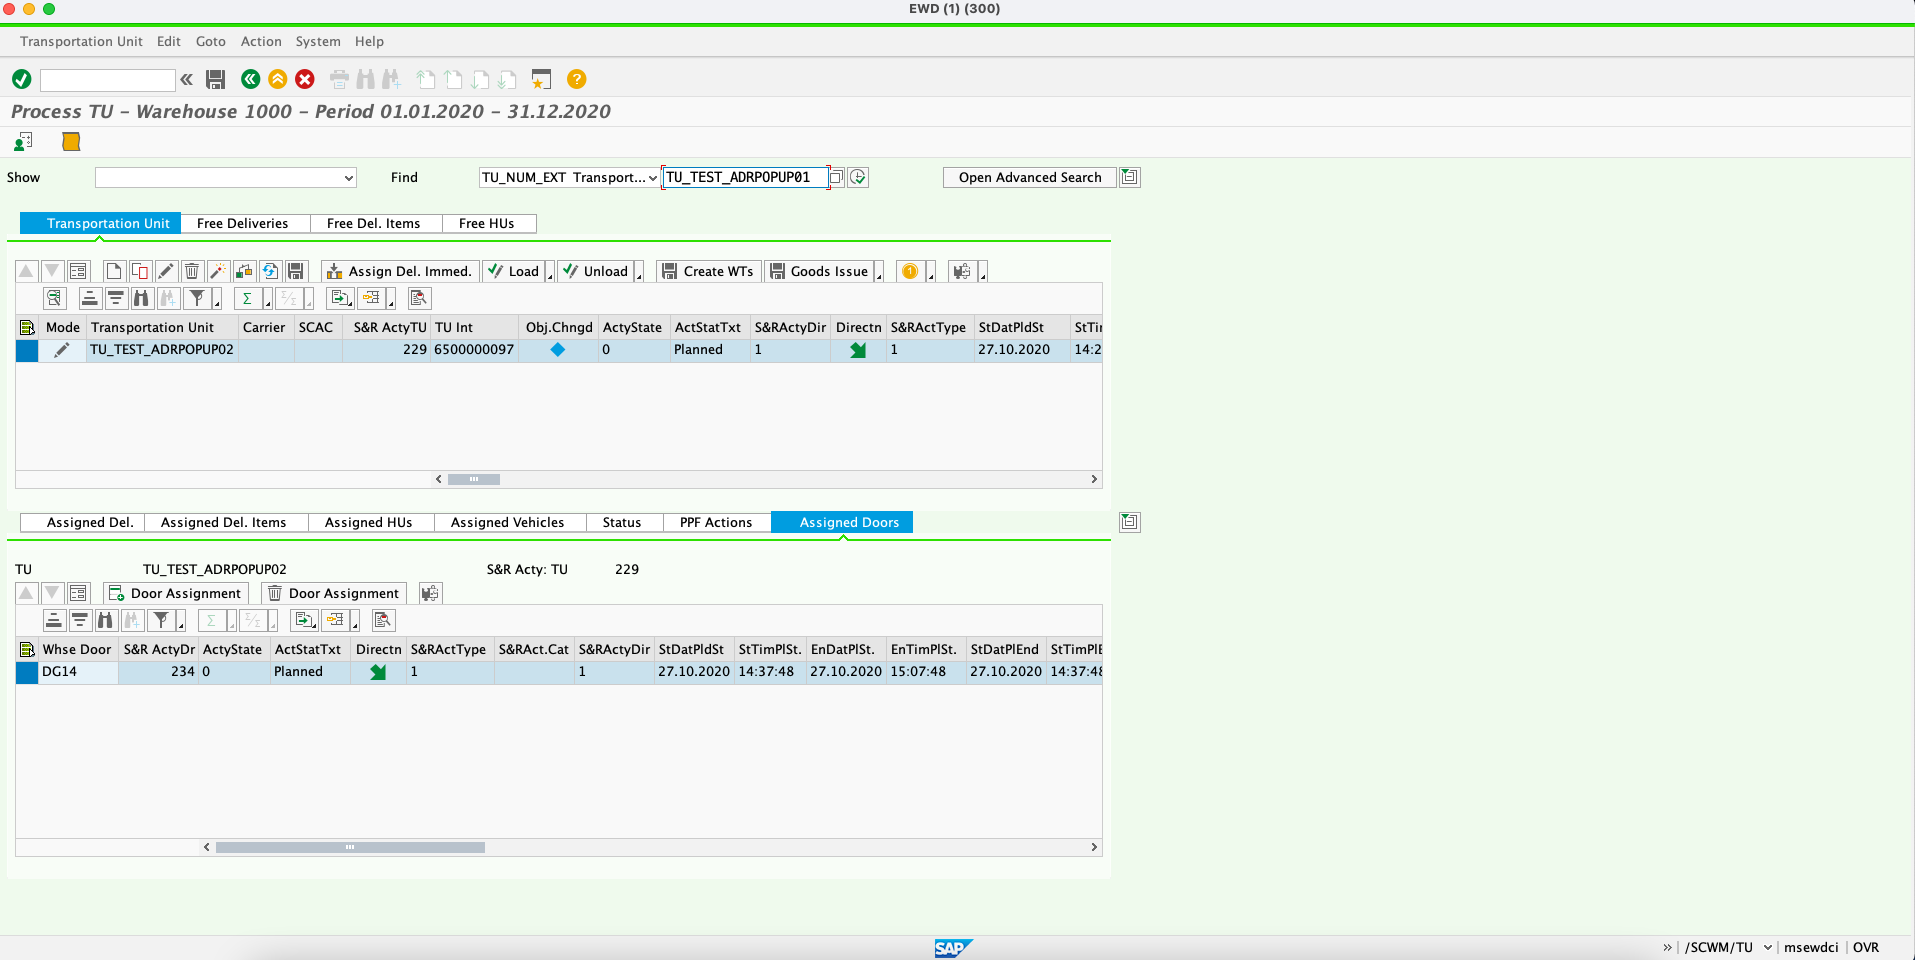 EWD (1) (300)
Transportation Unit Edit Goto Action System Help
Process TU - Warehouse 1000 - Period 01.01.2020 - 31.12.2020
Show Find TU_NUM_EXT Transport... TU_TEST_ADRPOPUP01 Open Advanced Search
Transportation Unit Free Deliveries Free Del. Items Free HUs
Assign Del. Immed. Load Unload Create WTs Goods Issue
Mode Transportation Unit Carrier SCAC S&R ActyTU TU Int Obj.Chngd ActyState ActStatTxt S&RActyDir Directn S&RActType StDatPldSt StTi
TU_TEST_ADRPOPUP02 229 6500000097 0 Planned 1 1 27.10.2020 14:2
Assigned Del. Assigned Del. Items Assigned HUs Assigned Vehicles Status PPF Actions Assigned Doors
TU TU_TEST_ADRPOPUP02 S&R Acty: TU 229
Door Assignment Door Assignment
Whse Door S&R ActyDr ActyState ActStatTxt Directn S&RActType S&RAct.Cat S&RActyDir StDatPldSt StTimPlSt. EnDatPlSt. EnTimPlSt. StDatPlEnd StTimPlE
DG14 234 0 Planned 1 1 27.10.2020 14:37:48 27.10.2020 15:07:48 27.10.2020 14:37:48
SAP /SCWM/TU msewdci OVR